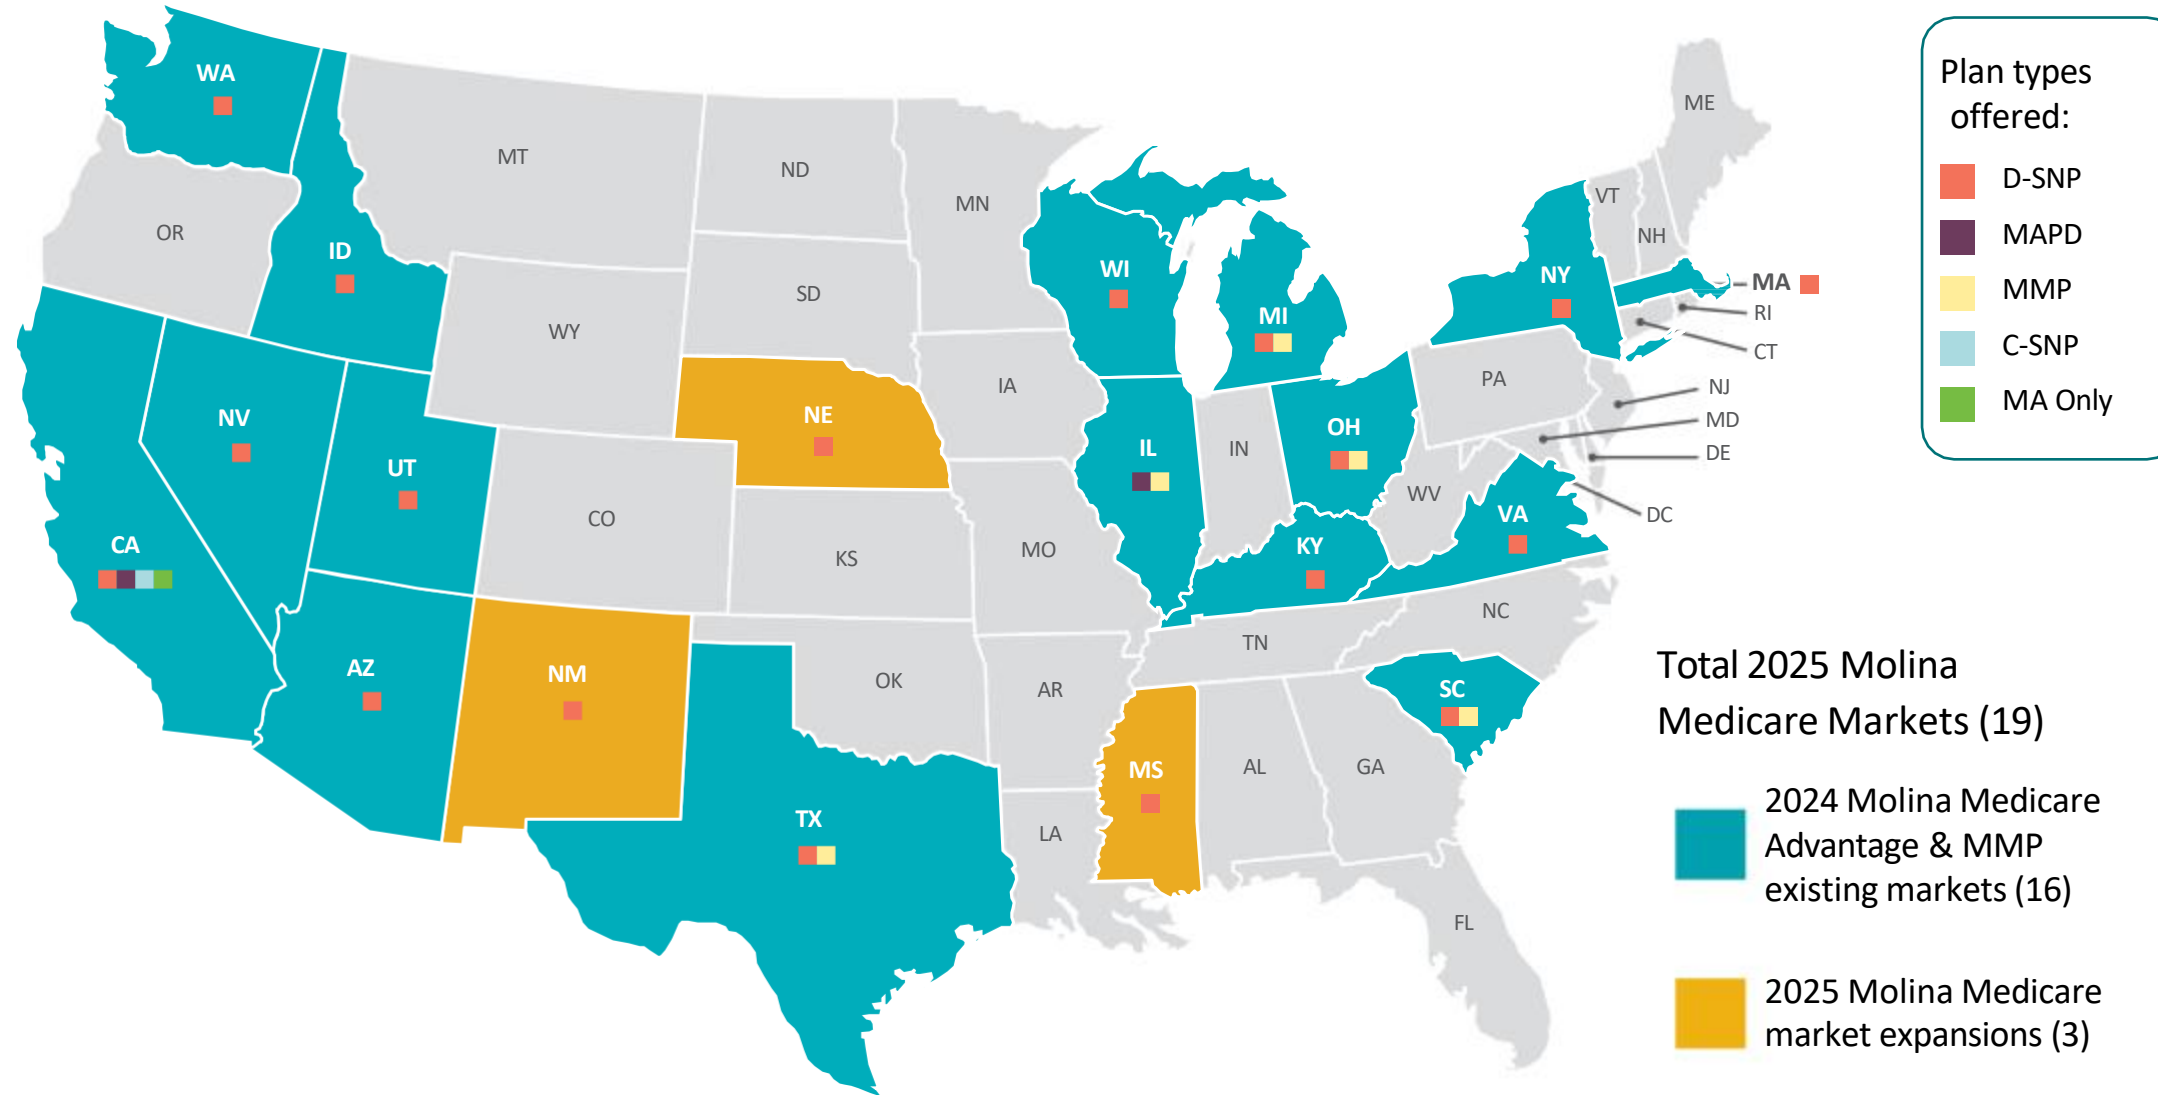 WA
MT
ND
MN
ME
VT
NH
OR
ID
WI
MI
NY
MA
RI
CT
SD
WY
IA
PA
NJ
MD
DE
DC
NV
UT
NE
IL
IN
OH
WV
VA
KY
CA
CO
KS
MO
NC
TN
AZ
NM
OK
AR
SC
MS
AL
GA
TX
LA
FL
Plan types
offered:
D-SNP
MAPD
MMP
C-SNP
MA Only
Total 2025 Molina
Medicare Markets (19)
2024 Molina Medicare
Advantage & MMP
existing markets (16)
2025 Molina Medicare
market expansions (3)